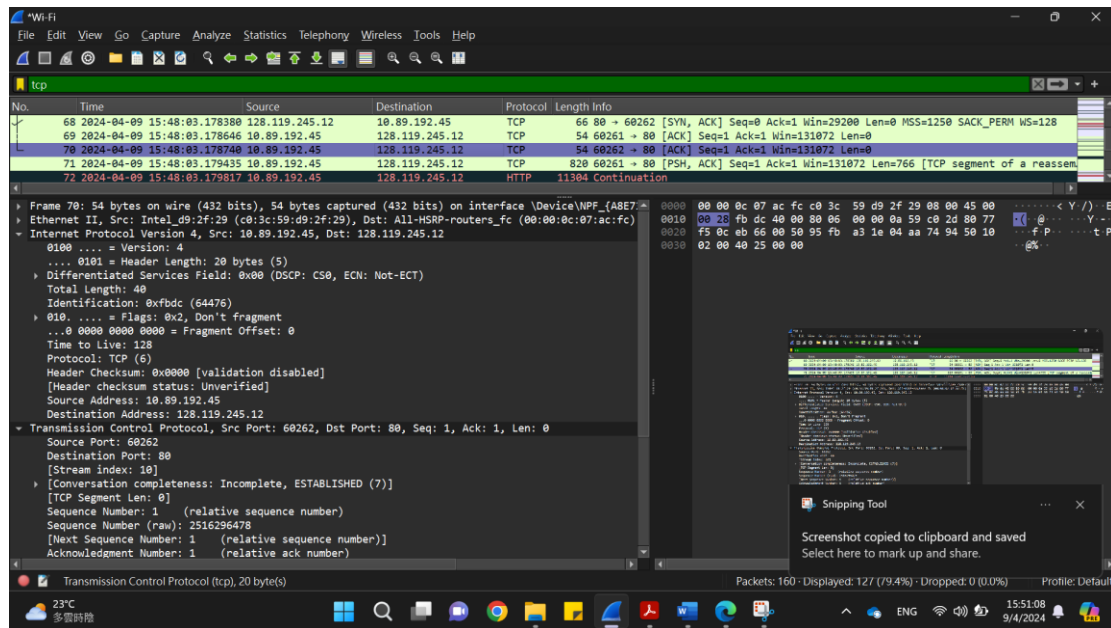 *Wi-Fi
File Edit View Go Capture Analyze Statistics Telephony Wireless Tools Help
tcp
No. Time Source Destination Protocol Length Info
68 2024-04-09 15:48:03.178380 128.119.245.12 10.89.192.45 TCP 66 80 → 60262 [SYN, ACK] Seq=0 Ack=1 Win=29200 Len=0 MSS=1250 SACK_PERM WS=128
69 2024-04-09 15:48:03.178646 10.89.192.45 128.119.245.12 TCP 54 60261 → 80 [ACK] Seq=1 Ack=1 Win=131072 Len=0
70 2024-04-09 15:48:03.178740 10.89.192.45 128.119.245.12 TCP 54 60262 → 80 [ACK] Seq=1 Ack=1 Win=131072 Len=0
71 2024-04-09 15:48:03.179435 10.89.192.45 128.119.245.12 TCP 820 60261 → 80 [PSH, ACK] Seq=1 Ack=1 Win=131072 Len=766 [TCP segment of a reassem
72 2024-04-09 15:48:03.179817 10.89.192.45 128.119.245.12 HTTP 11304 Continuation
Frame 70: 54 bytes on wire (432 bits), 54 bytes captured (432 bits) on interface \Device\NPF_{A8E7
Ethernet II, Src: Intel_d9:2f:29 (c0:3c:59:d9:2f:29), Dst: All-HSRP-routers_fc (00:00:0c:07:ac:fc)
Internet Protocol Version 4, Src: 10.89.192.45, Dst: 128.119.245.12
0100 .... = Version: 4
.... 0101 = Header Length: 20 bytes (5)
Differentiated Services Field: 0x00 (DSCP: CS0, ECN: Not-ECT)
Total Length: 40
Identification: 0xfbdc (64476)
010. .... = Flags: 0x2, Don't fragment
...0 0000 0000 0000 = Fragment Offset: 0
Time to Live: 128
Protocol: TCP (6)
Header Checksum: 0x0000 [validation disabled]
[Header checksum status: Unverified]
Source Address: 10.89.192.45
Destination Address: 128.119.245.12
Transmission Control Protocol, Src Port: 60262, Dst Port: 80, Seq: 1, Ack: 1, Len: 0
Source Port: 60262
Destination Port: 80
[Stream index: 10]
[Conversation completeness: Incomplete, ESTABLISHED (7)]
[TCP Segment Len: 0]
Sequence Number: 1 (relative sequence number)
Sequence Number (raw): 2516296478
[Next Sequence Number: 1 (relative sequence number)]
Acknowledgment Number: 1 (relative ack number)
0000 00 00 0c 07 ac fc c0 3c 59 d9 2f 29 08 00 45 00 ·······< Y·/)··E·
0010 00 28 fb dc 40 00 80 06 00 00 0a 59 c0 2d 80 77 ·(··@··· ···Y·-
0020 f5 0c eb 66 00 50 95 fb a3 1e 04 aa 74 94 50 10 ···f·P·· ····t·P
0030 02 00 40 25 00 00 ··@%··
Snipping Tool
Screenshot copied to clipboard and saved
Select here to mark up and share.
Transmission Control Protocol (tcp), 20 byte(s) Packets: 160 · Displayed: 127 (79.4%) · Dropped: 0 (0.0%) Profile: Default
23°C
多雲時陰
ENG
15:51:08
9/4/2024